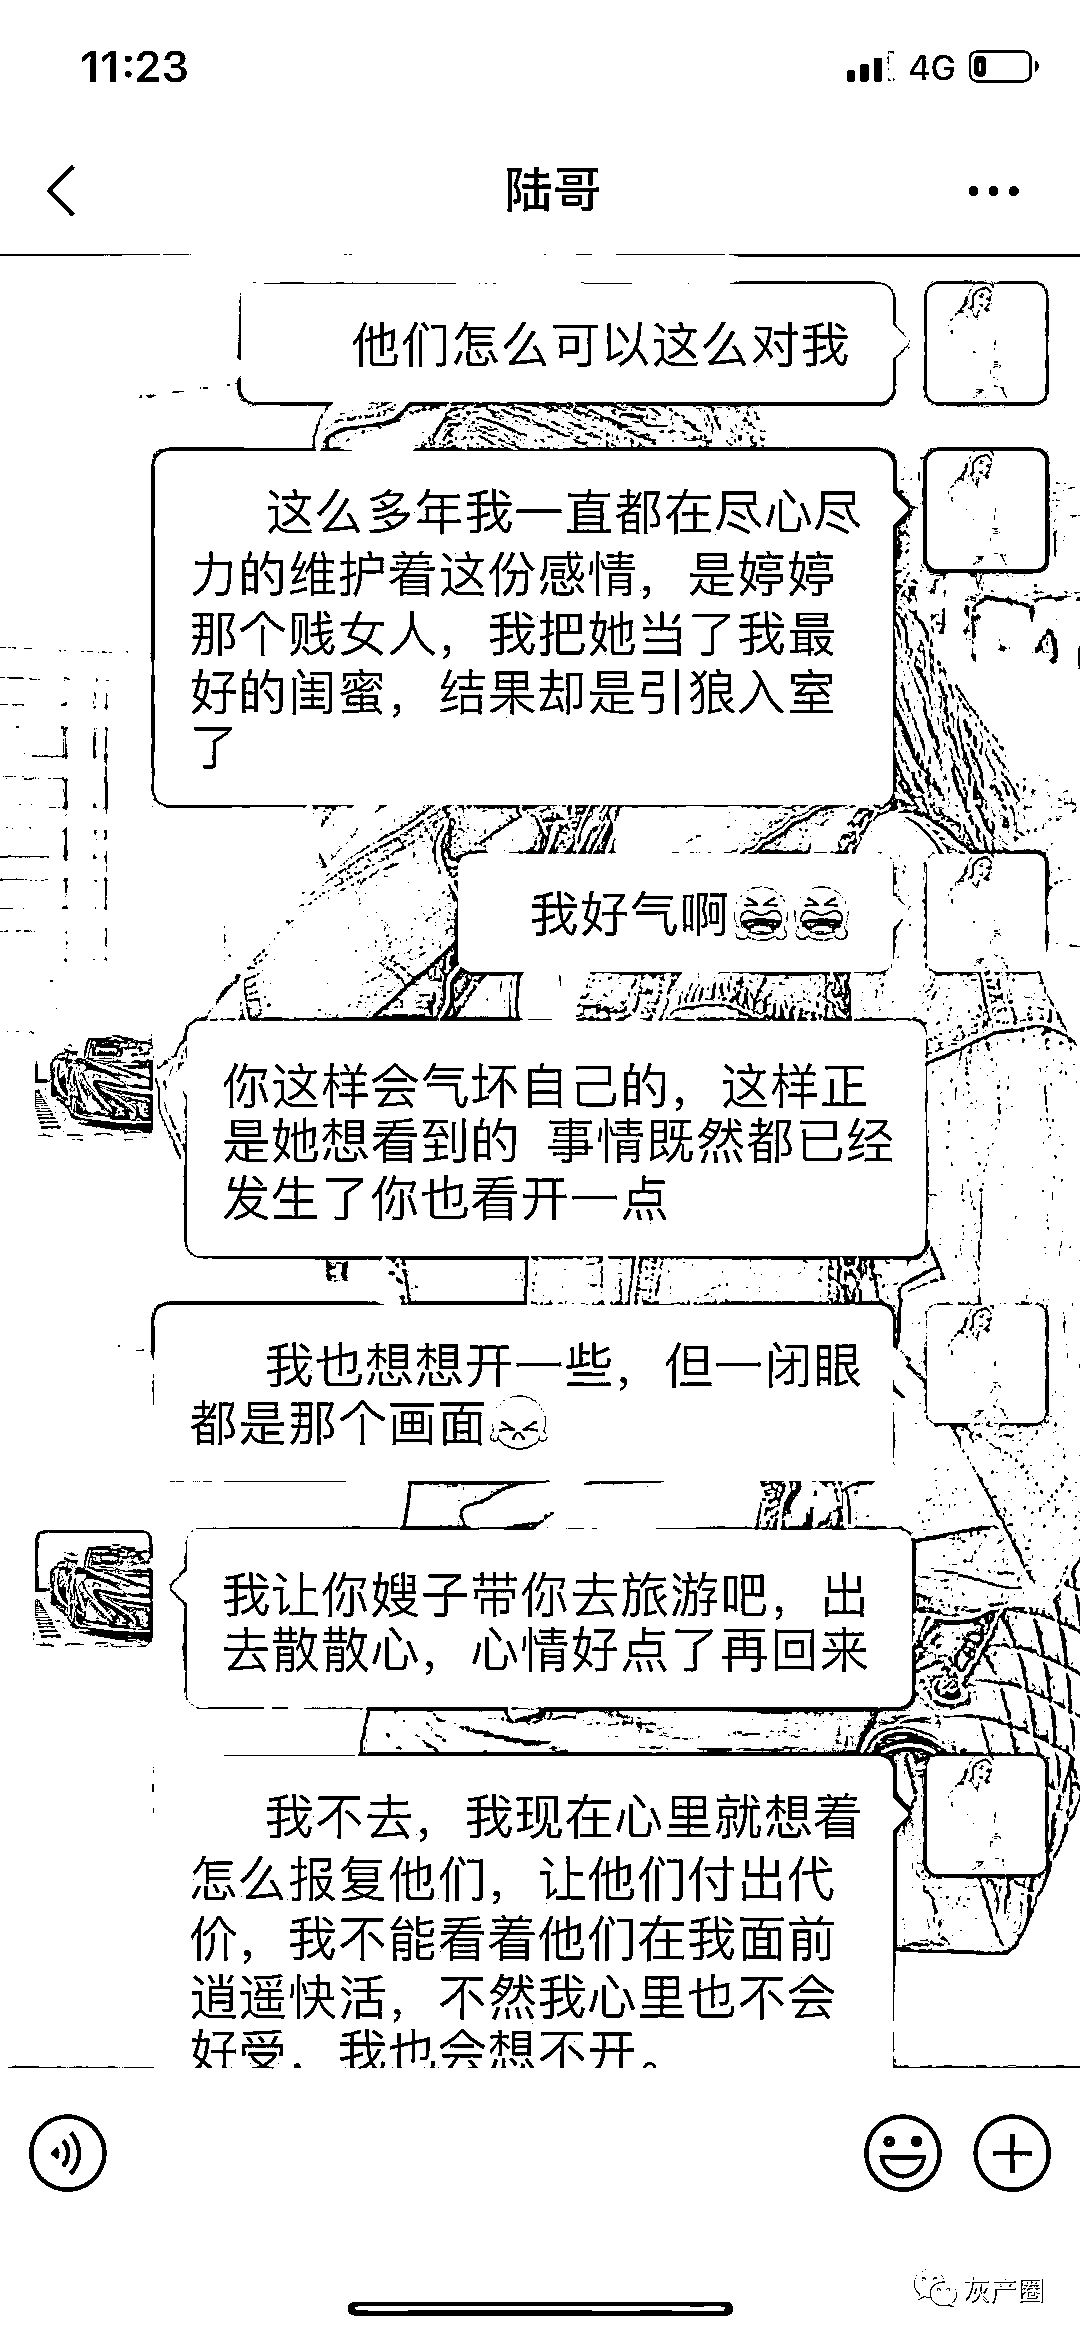 11:23
4G
陆哥
他们怎么可以这么对我
这么多年我一直都在尽心尽
力的维护着这份感情，是婷婷
那个贱女人，我把她当了我最
好的闺蜜，结果却是引狼入室
了
我好气啊😫😫
你这样会气坏自己的，这样正
是她想看到的 事情既然都已经
发生了你也看开一点
我也想想开一些，但一闭眼
都是那个画面😣
我让你嫂子带你去旅游吧，出
去散散心，心情好点了再回来
我不去，我现在心里就想着
怎么报复他们，让他们付出代
价，我不能看着他们在我面前
逍遥快活，不然我心里也不会
好受，我也会想不开。
灰产圈